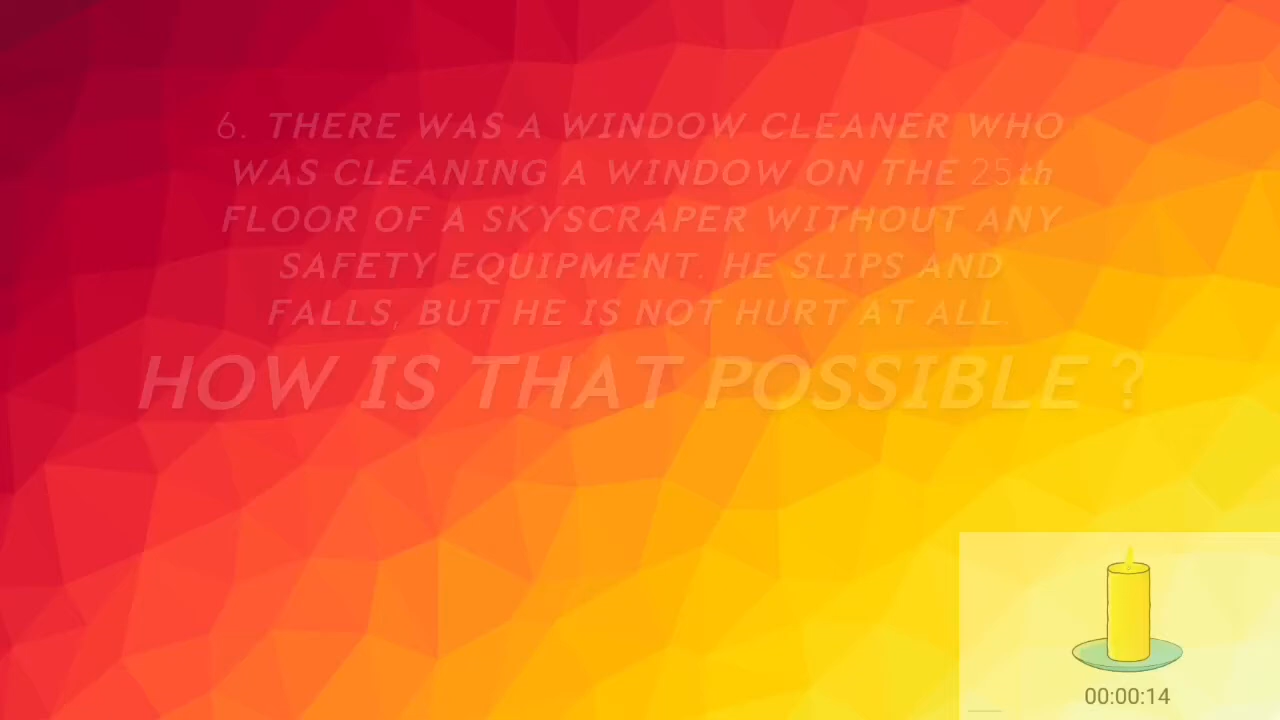 6. THERE WAS A WINDOW CLEANER WHO
WAS CLEANING A WINDOW ON THE 25th
FLOOR OF A SKYSCRAPER WITHOUT ANY
SAFETY EQUIPMENT. HE SLIPS AND
FALLS, BUT HE IS NOT HURT AT ALL.
HOW IS THAT POSSIBLE ?
00:00:14